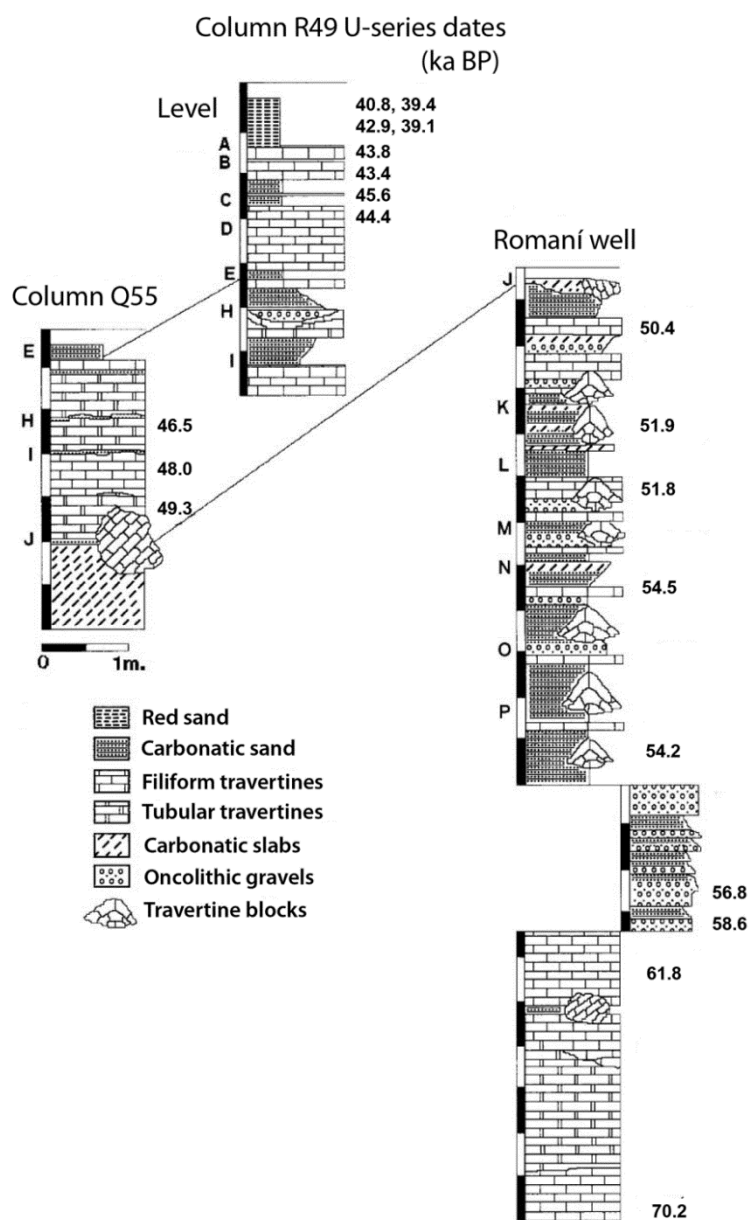 Column R49 U-series dates
(ka BP)
Level
40.8, 39.4
42.9, 39.1
A
43.8
B
43.4
45.6
C
44.4
D
E
H
I
Romaní well
J
50.4
K
51.9
L
51.8
M
N
54.5
O
P
54.2
56.8
58.6
61.8
70.2
Column Q55
E
H
46.5
I
48.0
49.3
J
0 1m.
Red sand
Carbonatic sand
Filiform travertines
Tubular travertines
Carbonatic slabs
Oncolithic gravels
Travertine blocks